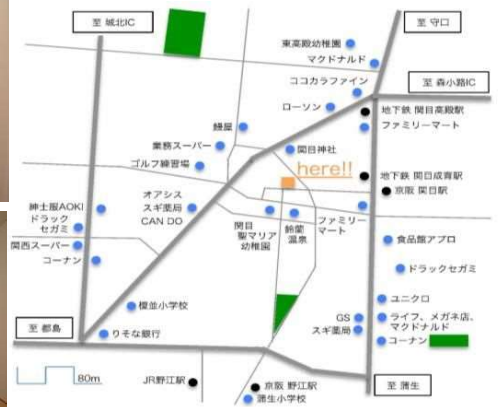 至 城北IC
至 守口
東高殿幼稚園
マクドナルド
ココカラファイン
至 森小路IC
ローソン
地下鉄 関目高殿駅
鰻屋
ファミリーマート
業務スーパー
関目神社
ゴルフ練習場
here!!
地下鉄 関目成育駅
京阪 関目駅
オアシス
スギ薬局
CAN DO
紳士服AOKI
ドラック
セガミ
関西スーパー
コーナン
関目
聖マリア
幼稚園
鈴蘭
温泉
ファミリー
マート
食品館アプロ
ドラックセガミ
ユニクロ
榎並小学校
GS
スギ薬局
ライフ、メガネ店、
マクドナルド
コーナン
至 都島
りそな銀行
80m
JR野江駅
京阪 野江駅
蒲生小学校
至 蒲生